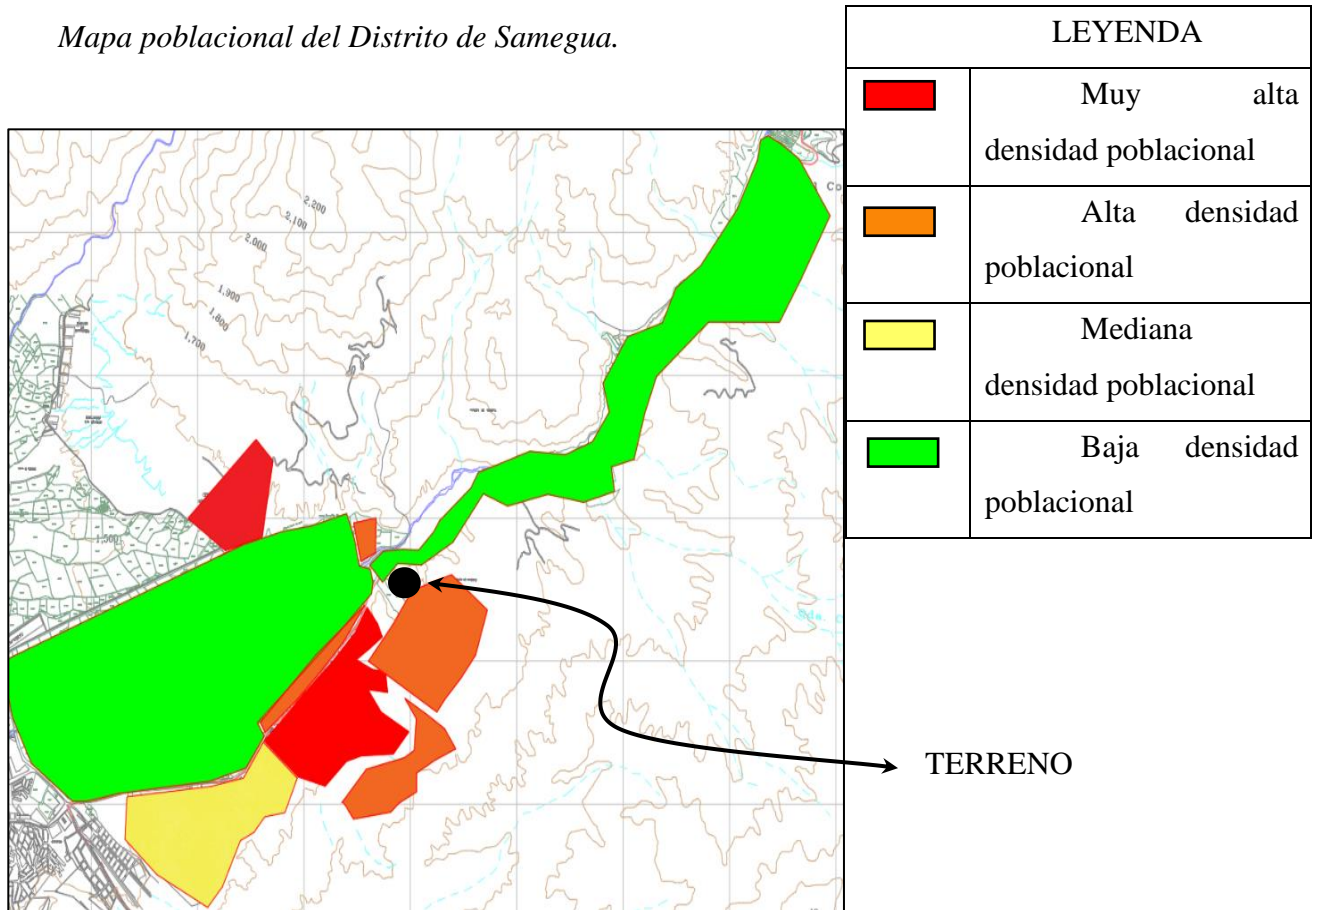 Mapa poblacional del Distrito de Samegua.
LEYENDA
Muy alta
densidad poblacional
Alta densidad
poblacional
Mediana
densidad poblacional
Baja densidad
poblacional
2,200
2,100
2,000
1,900
1,800
1,700
1,500
Co
TERRENO